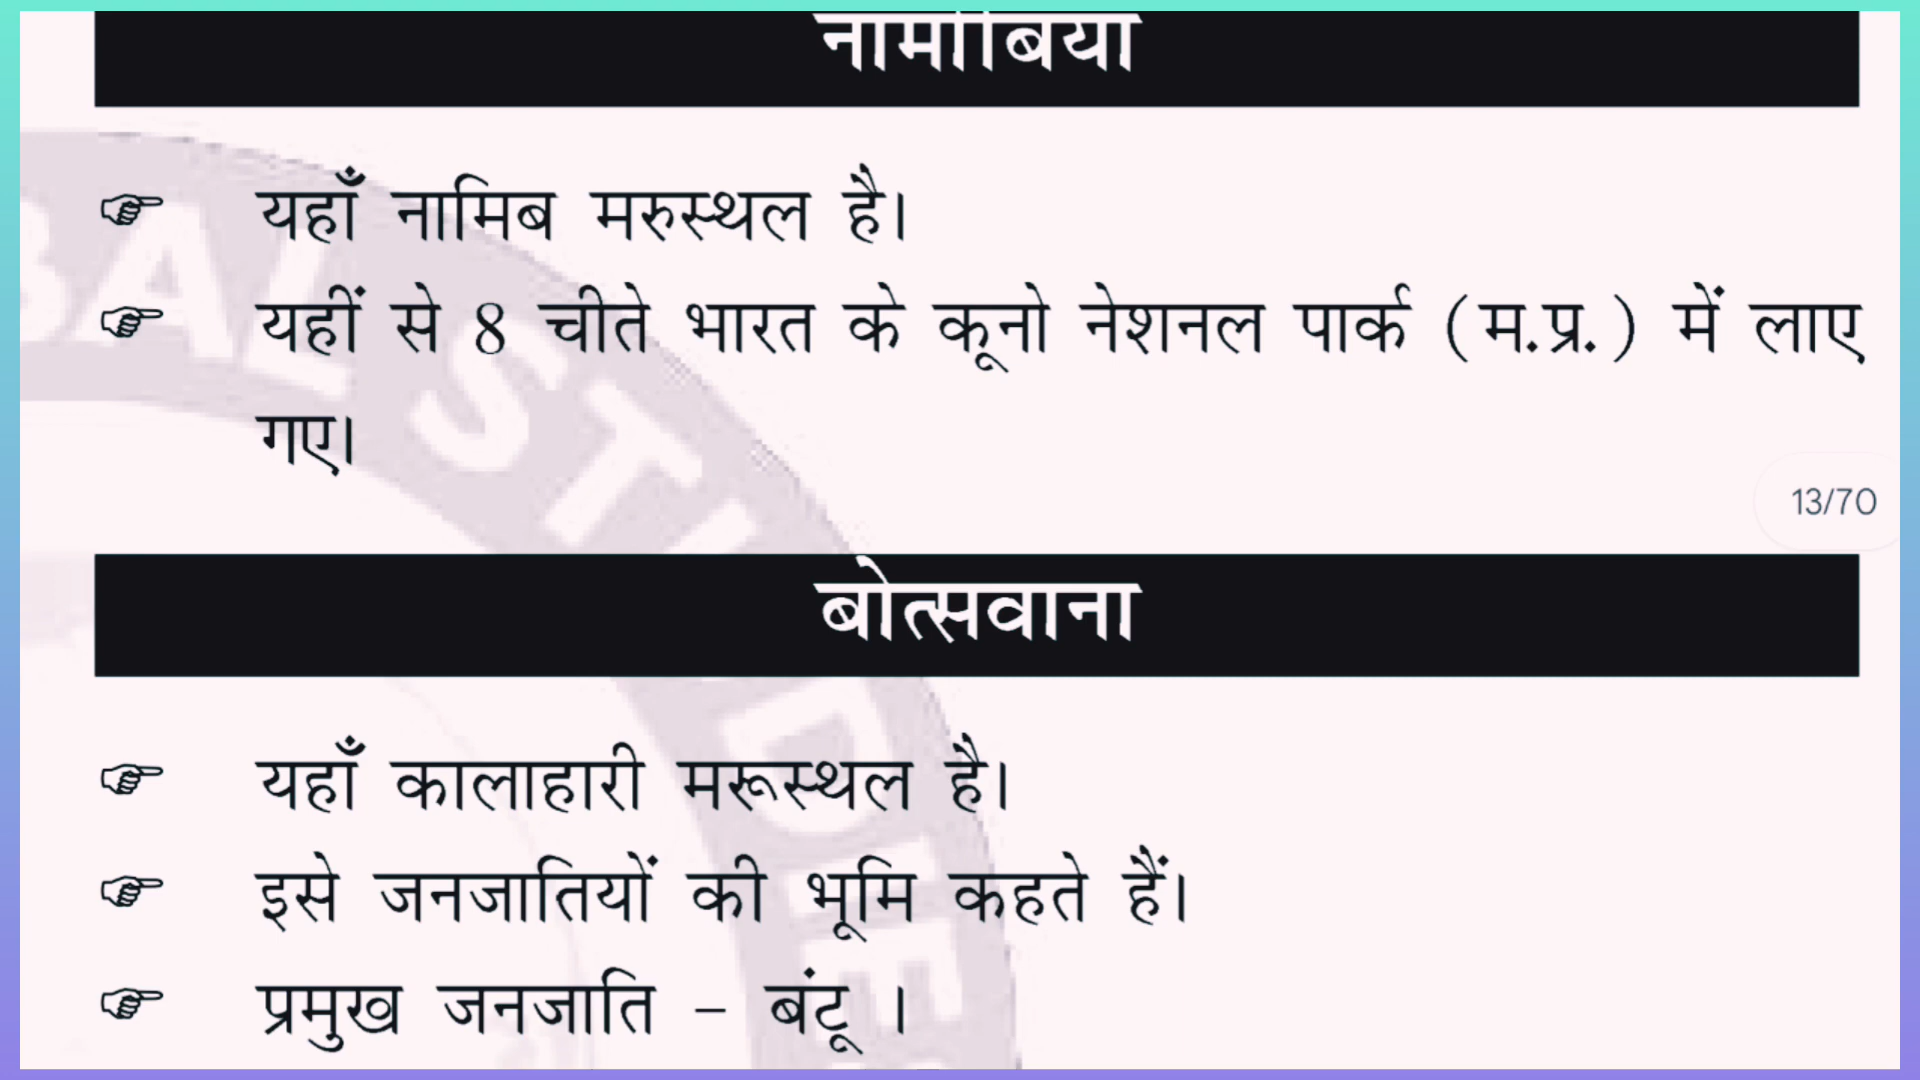 नामीबिया
☞ यहाँ नामिब मरुस्थल है।
☞ यहीं से 8 चीते भारत के कूनो नेशनल पार्क (म.प्र.) में लाए
गए।
13/70
बोत्सवाना
☞ यहाँ कालाहारी मरूस्थल है।
☞ इसे जनजातियों की भूमि कहते हैं।
☞ प्रमुख जनजाति – बंटू ।